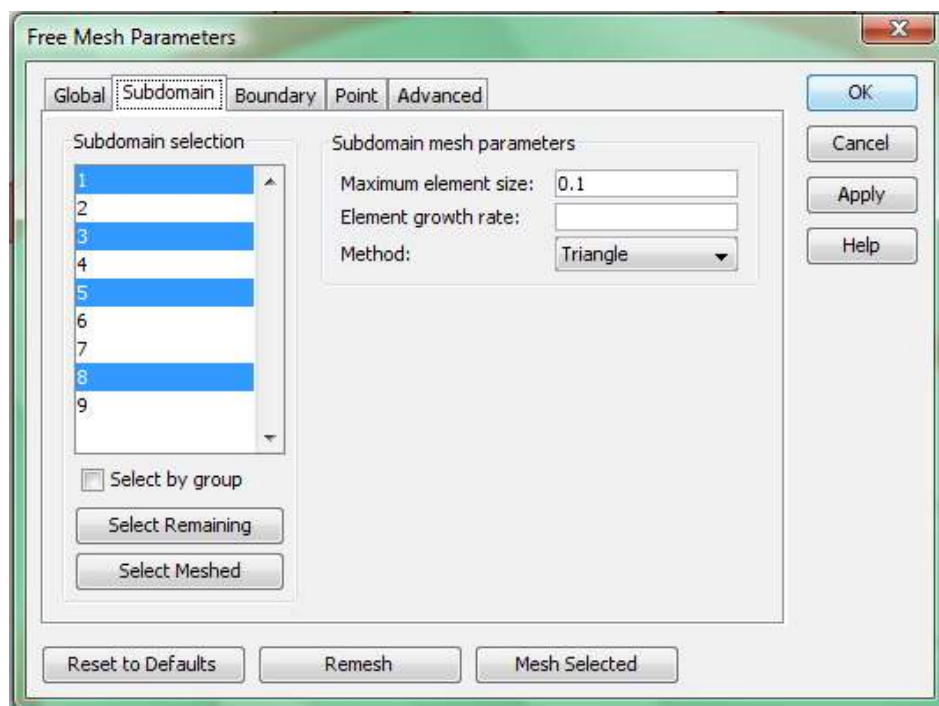 Free Mesh Parameters
Global Subdomain Boundary Point Advanced
OK
Cancel
Apply
Help
Subdomain selection
1
2
3
4
5
6
7
8
9
Select by group
Select Remaining
Select Meshed
Subdomain mesh parameters
Maximum element size: 0.1
Element growth rate:
Method: Triangle
Reset to Defaults Remesh Mesh Selected